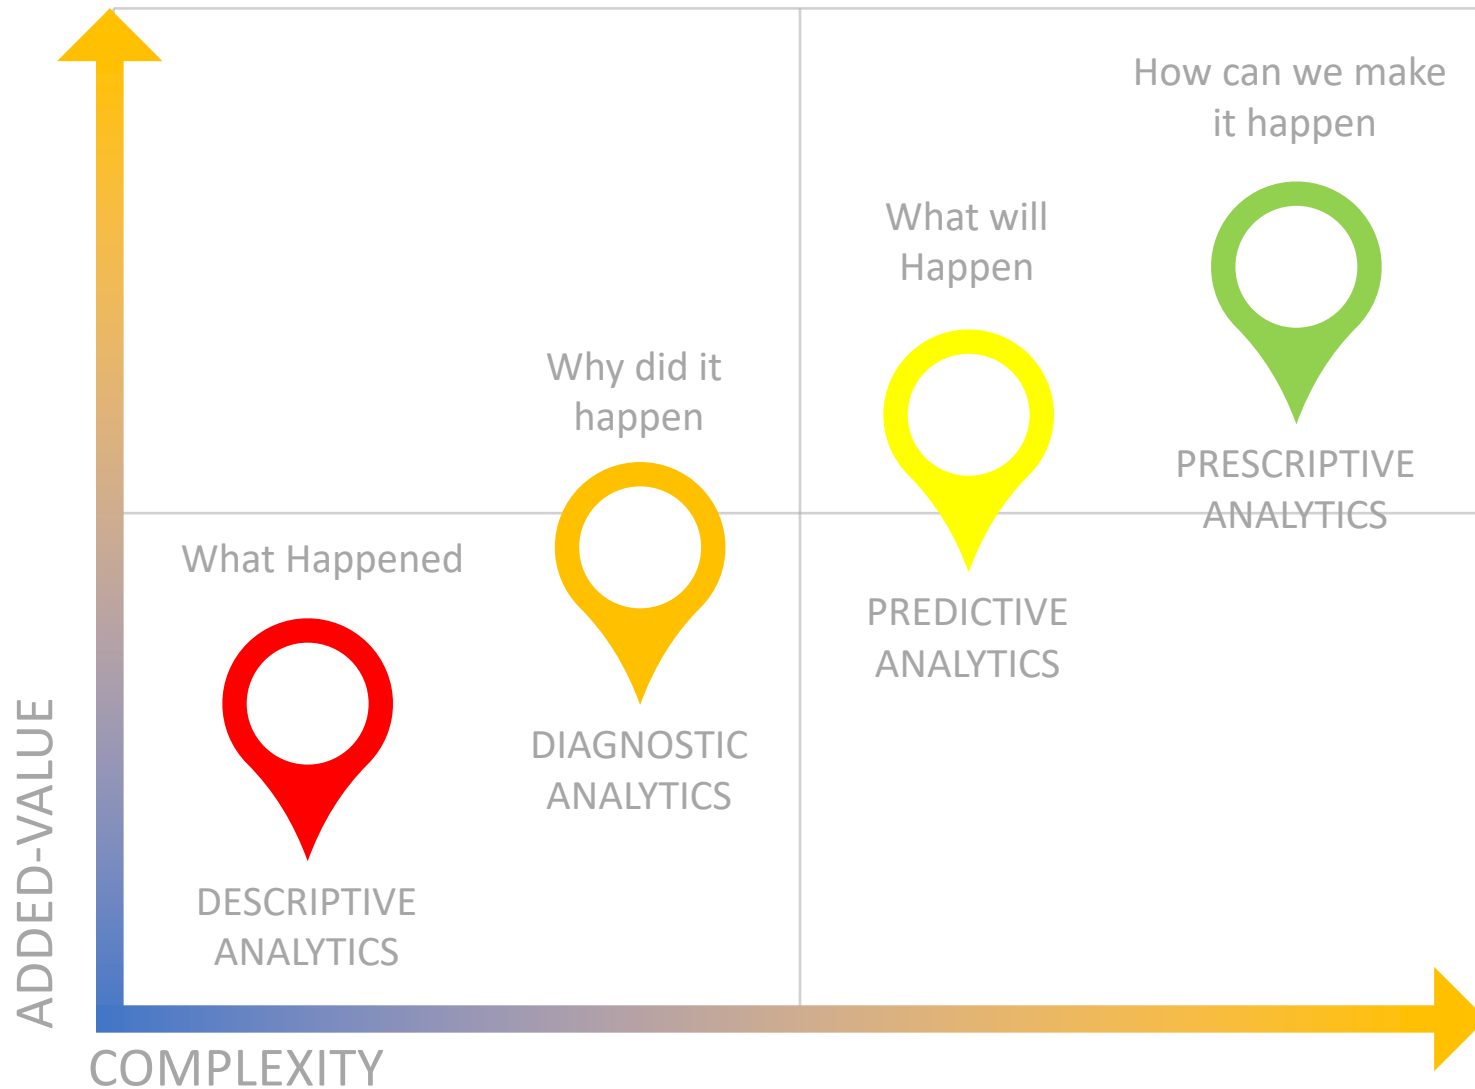 How can we make
it happen
What will
Happen
Why did it
happen
PRESCRIPTIVE
ANALYTICS
What Happened
PREDICTIVE
ANALYTICS
DIAGNOSTIC
ANALYTICS
DESCRIPTIVE
ANALYTICS
ADDED-VALUE
COMPLEXITY